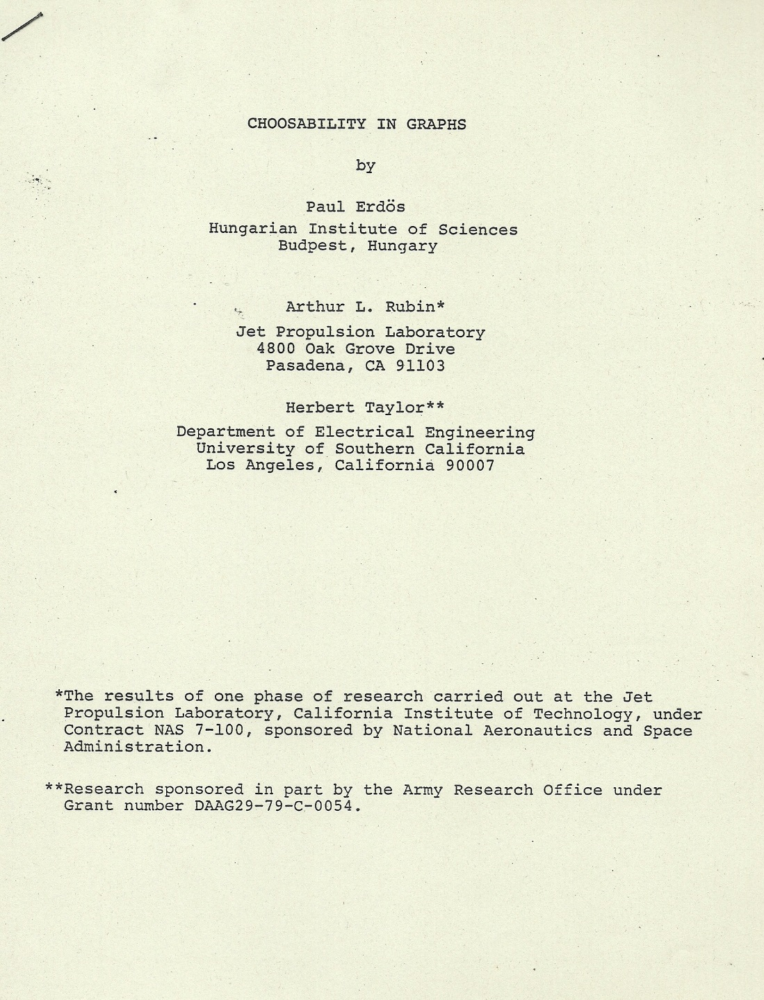 CHOOSABILITY IN GRAPHS
by
Paul Erdös
Hungarian Institute of Sciences
Budpest, Hungary
Arthur L. Rubin*
Jet Propulsion Laboratory
4800 Oak Grove Drive
Pasadena, CA 91103
Herbert Taylor**
Department of Electrical Engineering
University of Southern California
Los Angeles, California 90007
*The results of one phase of research carried out at the Jet
Propulsion Laboratory, California Institute of Technology, under
Contract NAS 7-100, sponsored by National Aeronautics and Space
Administration.
**Research sponsored in part by the Army Research Office under
Grant number DAAG29-79-C-0054.